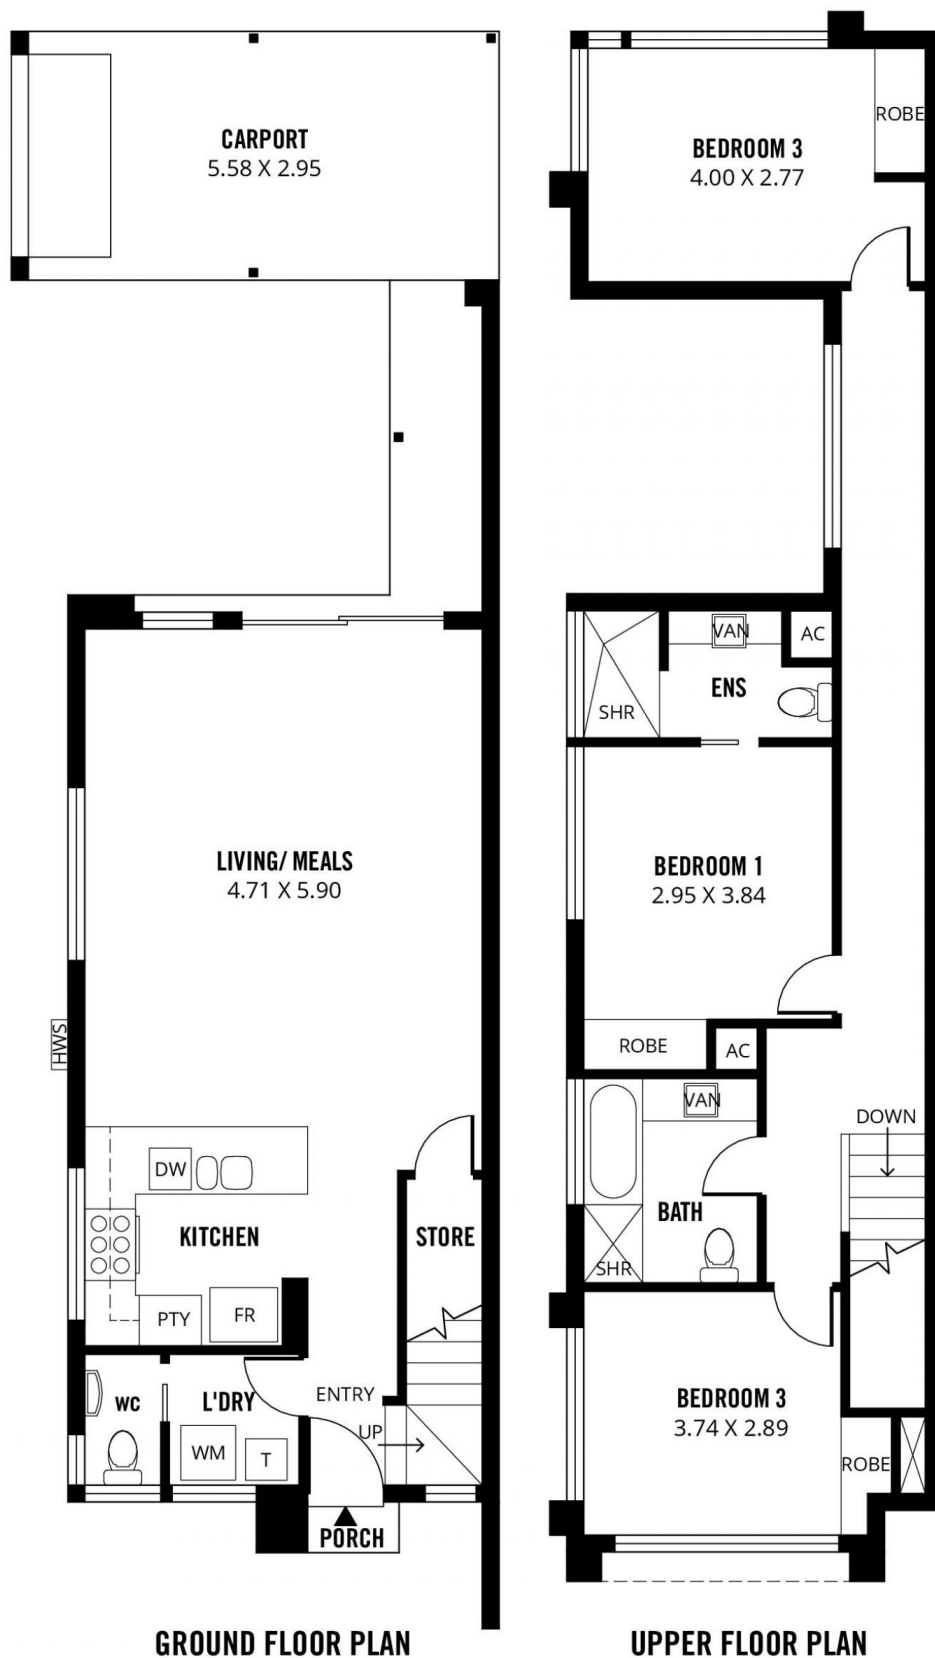 CARPORT
5.58 X 2.95
LIVING/ MEALS
4.71 X 5.90
HWS
DW
KITCHEN
STORE
PTY
FR
WC
L'DRY
ENTRY
UP
WM
T
PORCH
GROUND FLOOR PLAN
ROBE
BEDROOM 3
4.00 X 2.77
VAN
AC
ENS
SHR
BEDROOM 1
2.95 X 3.84
ROBE
AC
VAN
DOWN
BATH
SHR
BEDROOM 3
3.74 X 2.89
ROBE
UPPER FLOOR PLAN